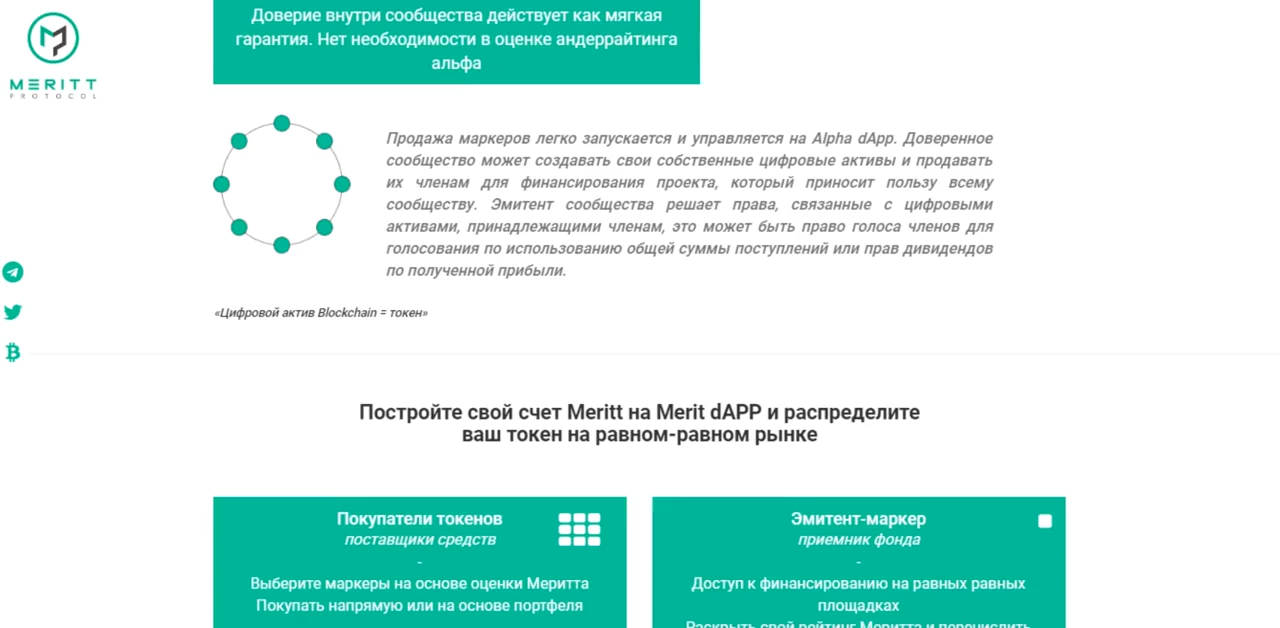 Доверие внутри сообщества действует как мягкая
гарантия. Нет необходимости в оценке андеррайтинга
альфа
MERITT
PROTOCOL
Продажа маркеров легко запускается и управляется на Alpha dApp. Доверенное
сообщество может создавать свои собственные цифровые активы и продавать
их членам для финансирования проекта, который приносит пользу всему
сообществу. Эмитент сообщества решает права, связанные с цифровыми
активами, принадлежащими членам, это может быть право голоса членов для
голосования по использованию общей суммы поступлений или прав дивидендов
по полученной прибыли.
«Цифровой актив Blockchain = токен»
Постройте свой счет Meritt на Merit dAPP и распределите
ваш токен на равном-равном рынке
Покупатели токенов
поставщики средств
-
Выберите маркеры на основе оценки Меритта
Покупать напрямую или на основе портфеля
Эмитент-маркер
приемник фонда
-
Доступ к финансированию на равных равных
площадках
Раскрыть свой рейтинг Меритта и перечислить